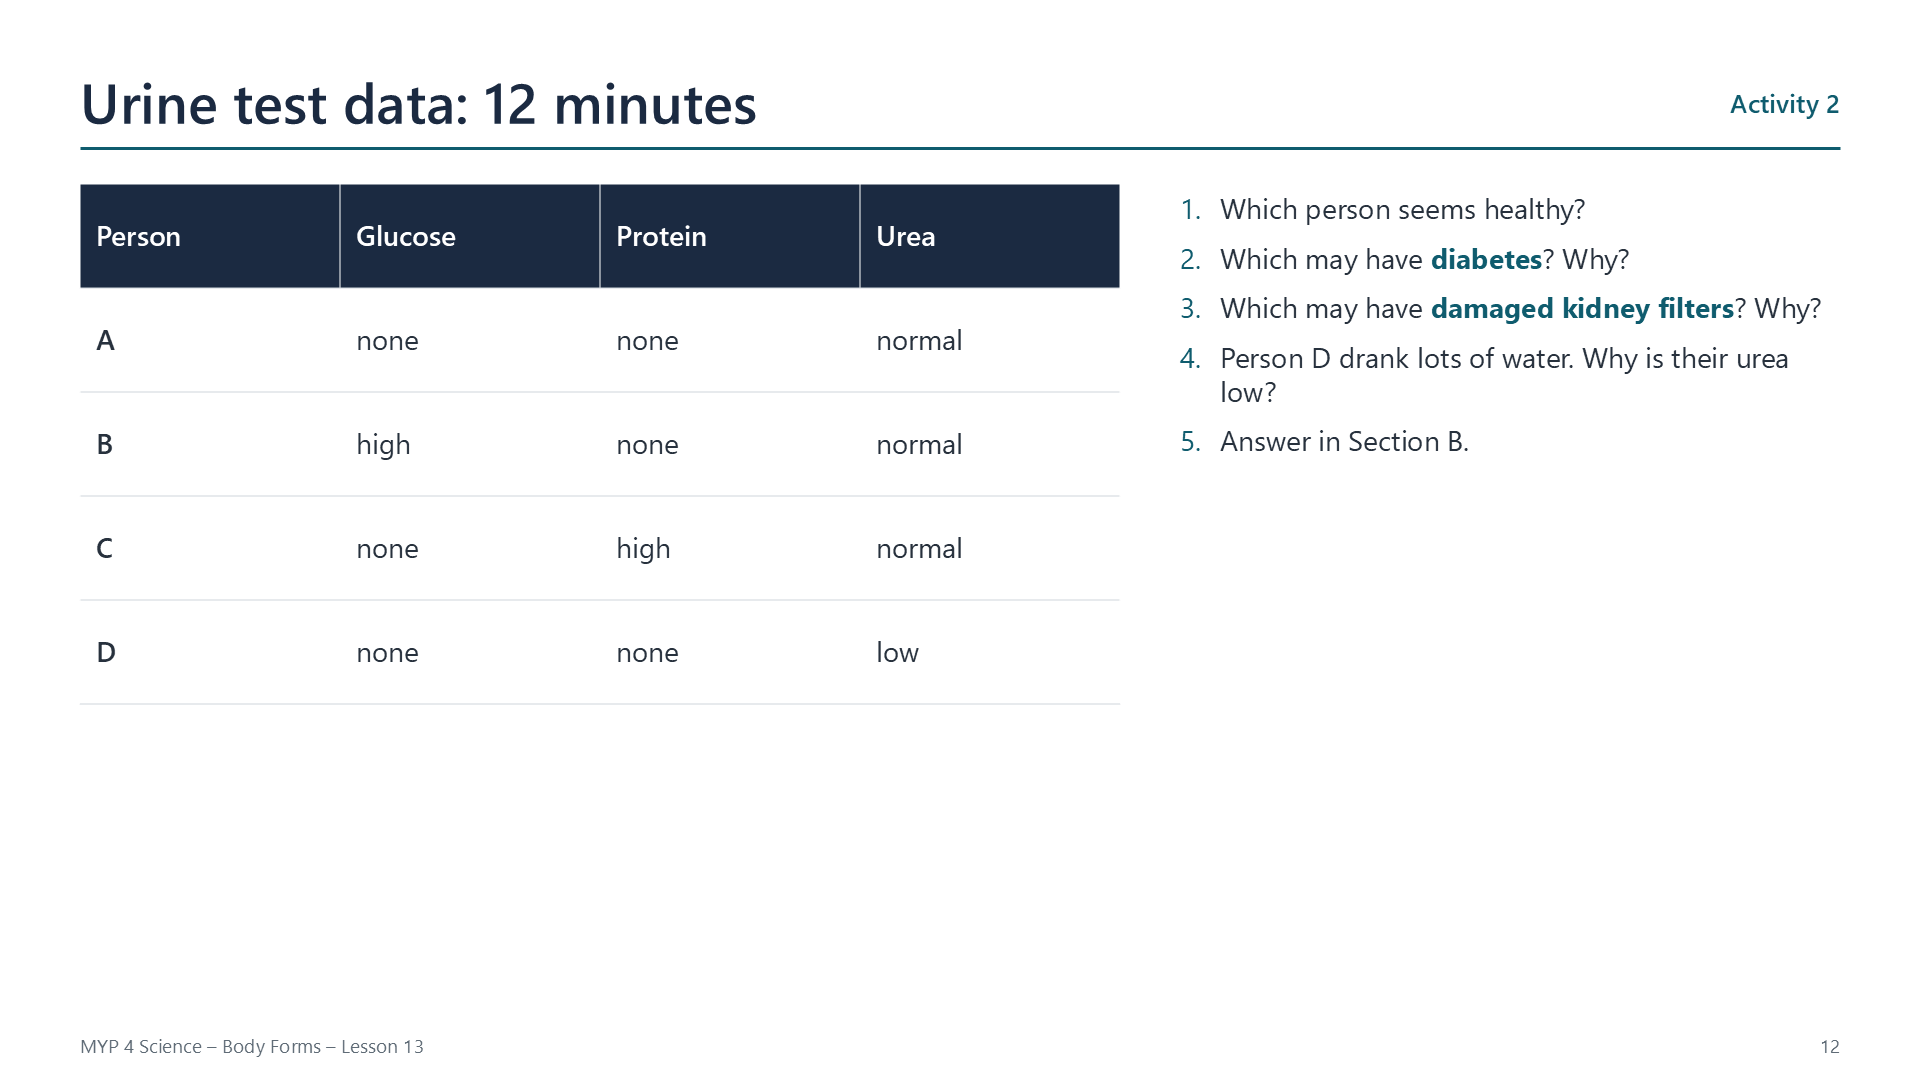 Urine test data: 12 minutes
Activity 2
Person Glucose Protein Urea
A none none normal
B high none normal
C none high normal
D none none low
1. Which person seems healthy?
2. Which may have diabetes? Why?
3. Which may have damaged kidney filters? Why?
4. Person D drank lots of water. Why is their urea
low?
5. Answer in Section B.
MYP 4 Science – Body Forms – Lesson 13
12